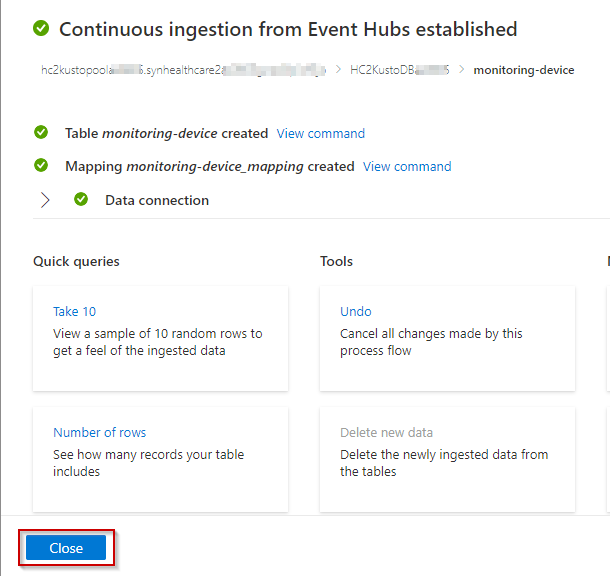 Continuous ingestion from Event Hubs established
hc2kustopoola .synhealthcare2 > HC2KustoDB > monitoring-device
Table monitoring-device created View command
Mapping monitoring-device_mapping created View command
Data connection
Quick queries
Take 10
View a sample of 10 random rows to
get a feel of the ingested data
Number of rows
See how many records your table
includes
Tools
Undo
Cancel all changes made by this
process flow
Delete new data
Delete the newly ingested data from
the tables
Close